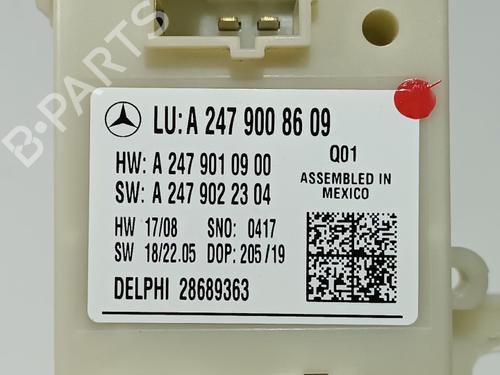 B-PARTS
LU: A 247 900 86 09
HW: A 247 901 09 00
SW: A 247 902 23 04
Q01
ASSEMBLED IN
MEXICO
HW 17/08 SNO: 0417
SW 18/22.05 DOP: 205/19
DELPHI 28689363